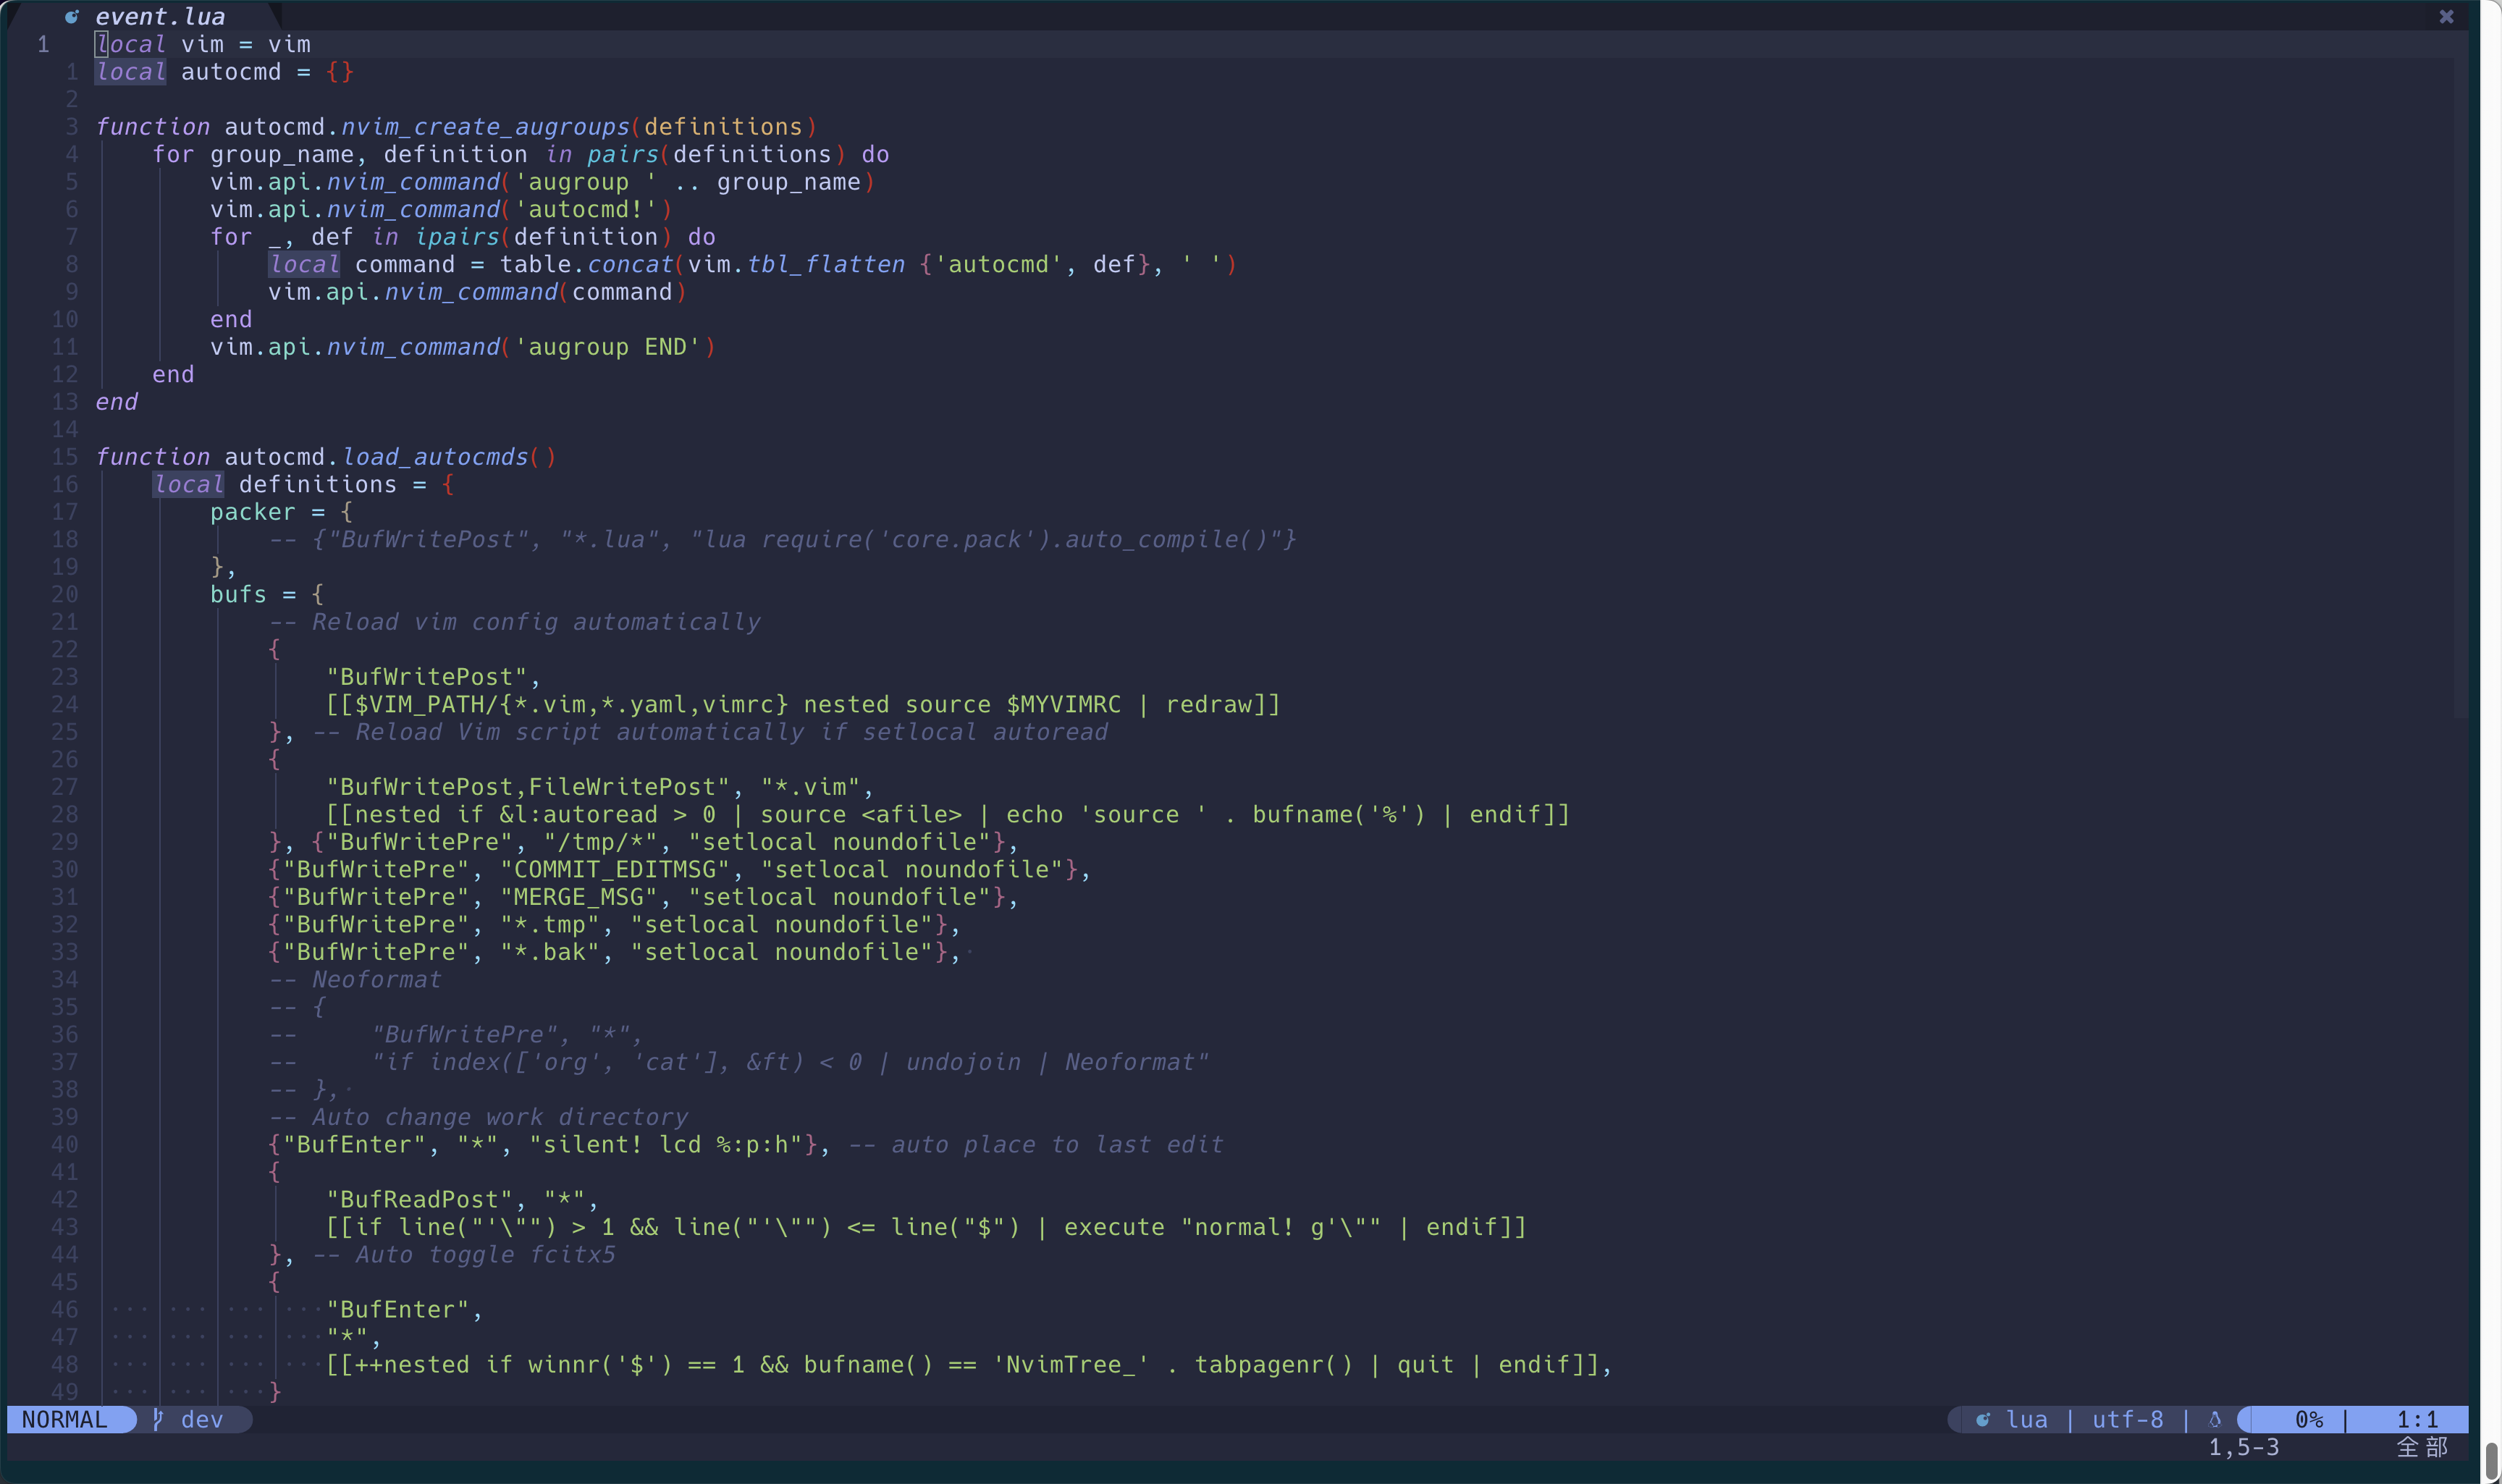 event.lua
1 local vim = vim
1 local autocmd = {}
2
3 function autocmd.nvim_create_augroups(definitions)
4     for group_name, definition in pairs(definitions) do
5         vim.api.nvim_command('augroup ' .. group_name)
6         vim.api.nvim_command('autocmd!')
7         for _, def in ipairs(definition) do
8             local command = table.concat(vim.tbl_flatten {'autocmd', def}, ' ')
9             vim.api.nvim_command(command)
10         end
11         vim.api.nvim_command('augroup END')
12     end
13 end
14
15 function autocmd.load_autocmds()
16     local definitions = {
17         packer = {
18             -- {"BufWritePost", "*.lua", "lua require('core.pack').auto_compile()"}
19         },
20         bufs = {
21             -- Reload vim config automatically
22             {
23                 "BufWritePost",
24                 [[$VIM_PATH/{*.vim,*.yaml,vimrc} nested source $MYVIMRC | redraw]]
25             }, -- Reload Vim script automatically if setlocal autoread
26             {
27                 "BufWritePost,FileWritePost", "*.vim",
28                 [[nested if &l:autoread > 0 | source <afile> | echo 'source ' . bufname('%') | endif]]
29             }, {"BufWritePre", "/tmp/*", "setlocal noundofile"},
30             {"BufWritePre", "COMMIT_EDITMSG", "setlocal noundofile"},
31             {"BufWritePre", "MERGE_MSG", "setlocal noundofile"},
32             {"BufWritePre", "*.tmp", "setlocal noundofile"},
33             {"BufWritePre", "*.bak", "setlocal noundofile"},
34             -- Neoformat
35             -- {
36             --     "BufWritePre", "*",
37             --     "if index(['org', 'cat'], &ft) < 0 | undojoin | Neoformat"
38             -- },
39             -- Auto change work directory
40             {"BufEnter", "*", "silent! lcd %:p:h"}, -- auto place to last edit
41             {
42                 "BufReadPost", "*",
43                 [[if line("'\"") > 1 && line("'\"") <= line("$") | execute "normal! g'\"" | endif]]
44             }, -- Auto toggle fcitx5
45             {
46                 "BufEnter",
47                 "*",
48                 [[++nested if winnr('$') == 1 && bufname() == 'NvimTree_' . tabpagenr() | quit | endif]],
49             }
NORMAL dev lua | utf-8 | 0% | 1:1
1,5-3 全部